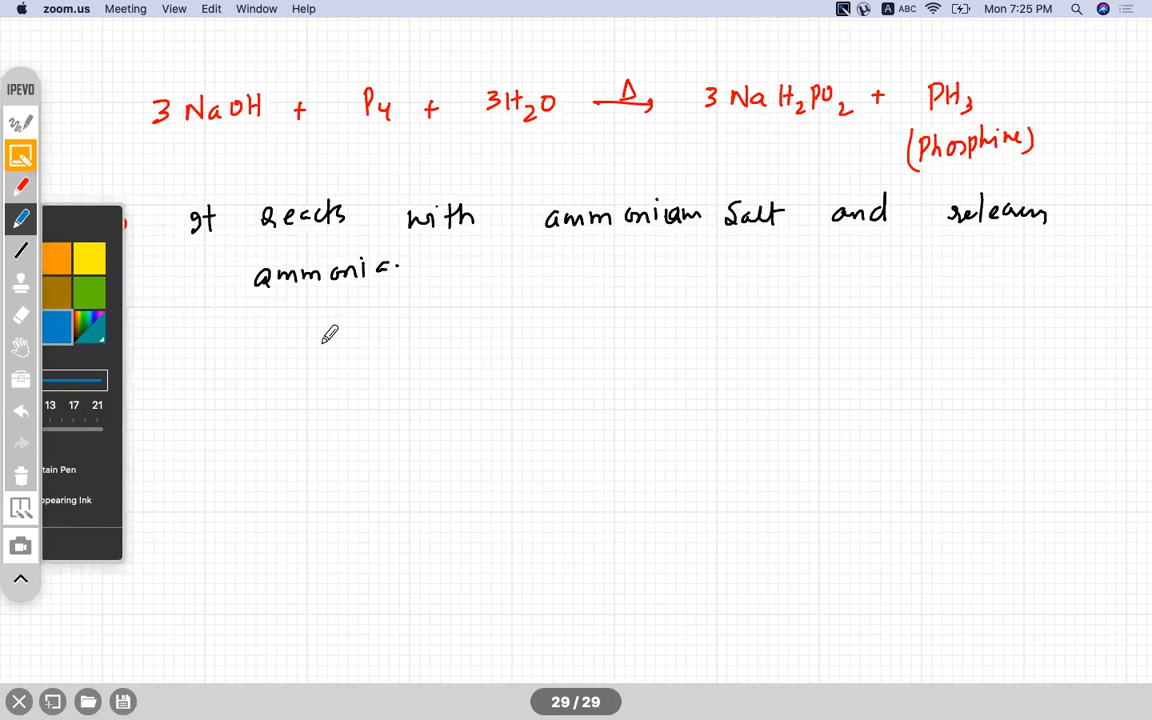 zoom.us Meeting View Edit Window Help A ABC Mon 7:25 PM
IPEVO
3 NaOH + P4 + 3H2O →Δ 3 NaH2PO2 + PH3
(Phosphine)
It reacts with ammonium salt and
ammonia.
13 17 21
tain Pen
ppearing Ink
29 / 29